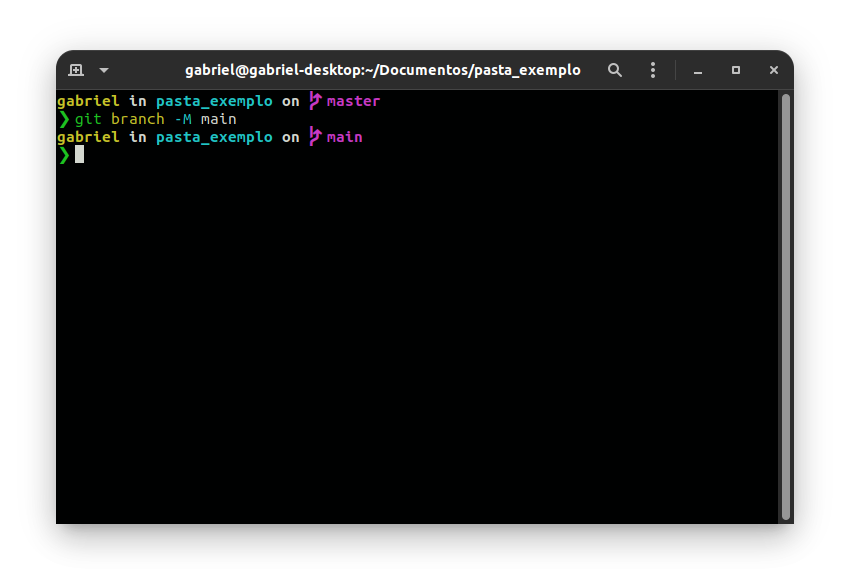 gabriel@gabriel-desktop:~/Documentos/pasta_exemplo
gabriel in pasta_exemplo on master
❯ git branch -M main
gabriel in pasta_exemplo on main
❯